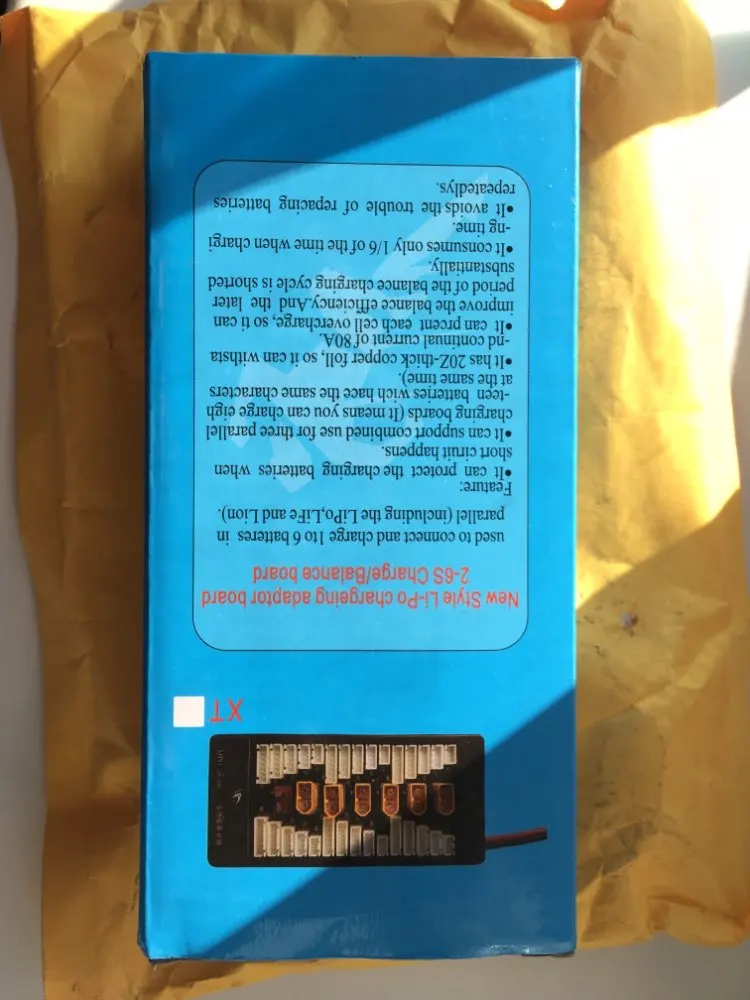 XT
New Style Li-Po chargeing adaptor board
2-6S Charge/Balance board
used to connect and charge 1to 6 batteres in
parallel (including the LiPo,LiFe and Lion).
Feature:
•It can protect the charging batteries when
short ciruit happens.
•It can support combined use for three parallel
charging boards (It means you can charge eigh
-teen batteries wich hace the same characters
at the same time).
•It has 20Z-thick copper foll, so it can withsta
-nd continual current of 80A
•It can prcent each cell overcharge, so ti can
improve the balance efficiency.And the later
period of the balance charging cycle is shorted
substantially.
•It consumes only 1/6 of the time when chargi
-ng time.
•It avoids the trouble of repacing batteries
repeatedlys.